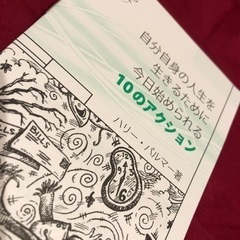 自分自身の人生を
生きるために
今日始められる
10のアクション
ハリー・パルマー 著
BILLS